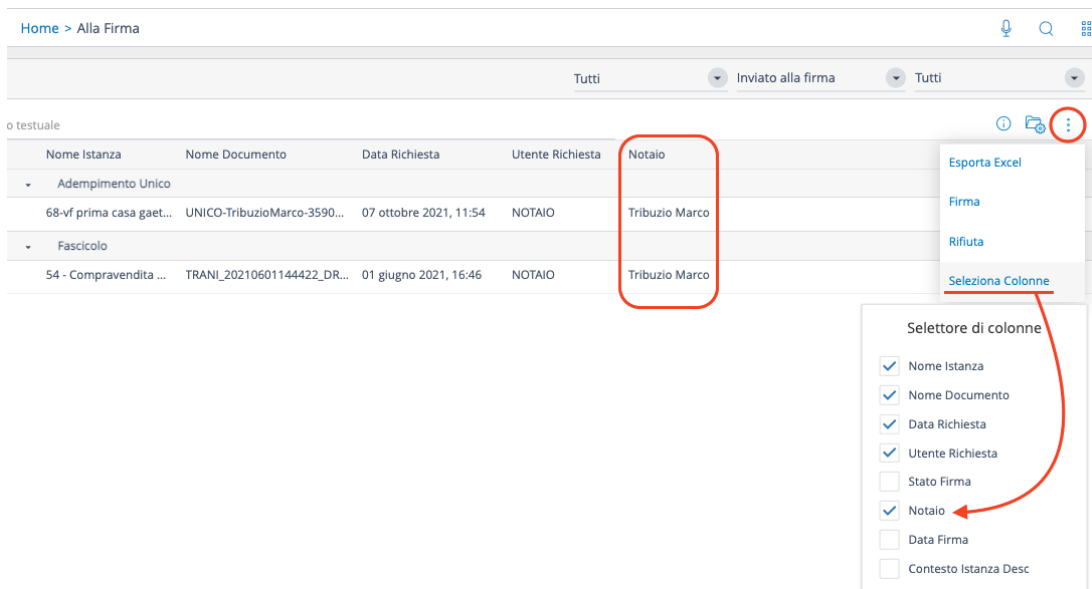 Home > Alla Firma
Tutti Inviato alla firma Tutti
o testuale
Nome Istanza Nome Documento Data Richiesta Utente Richiesta Notaio
Adempimento Unico
68-vf prima casa gaet... UNICO-TribuzioMarco-3590... 07 ottobre 2021, 11:54 NOTAIO Tribuzio Marco
Fascicolo
54 - Compravendita ... TRANI_20210601144422_DR... 01 giugno 2021, 16:46 NOTAIO Tribuzio Marco
Esporta Excel
Firma
Rifiuta
Seleziona Colonne
Selettore di colonne
Nome Istanza
Nome Documento
Data Richiesta
Utente Richiesta
Stato Firma
Notaio
Data Firma
Contesto Istanza Desc